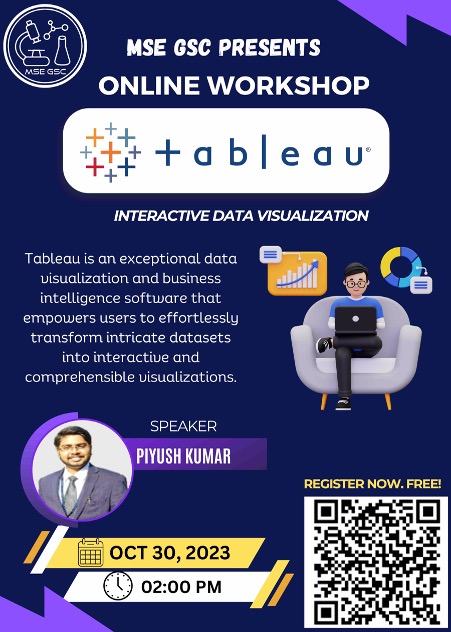 MSE GSC
MSE GSC PRESENTS
ONLINE WORKSHOP
+ableau®
INTERACTIVE DATA VISUALIZATION
Tableau is an exceptional data
visualization and business
intelligence software that
empowers users to effortlessly
transform intricate datasets
into interactive and
comprehensible visualizations.
SPEAKER
PIYUSH KUMAR
REGISTER NOW. FREE!
OCT 30, 2023
02:00 PM